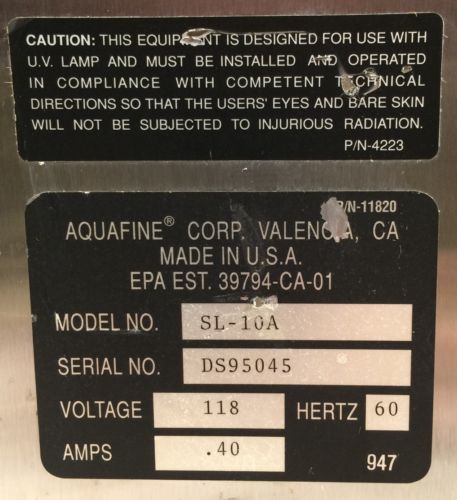 CAUTION: THIS EQUIPMENT IS DESIGNED FOR USE WITH
U.V. LAMP AND MUST BE INSTALLED AND OPERATED
IN COMPLIANCE WITH COMPETENT TECHNICAL
DIRECTIONS SO THAT THE USERS' EYES AND BARE SKIN
WILL NOT BE SUBJECTED TO INJURIOUS RADIATION.
P/N-4223
P/N-11820
AQUAFINE® CORP. VALENCIA, CA
MADE IN U.S.A.
EPA EST. 39794-CA-01
MODEL NO. SL-10A
SERIAL NO. DS95045
VOLTAGE 118 HERTZ 60
AMPS .40 947